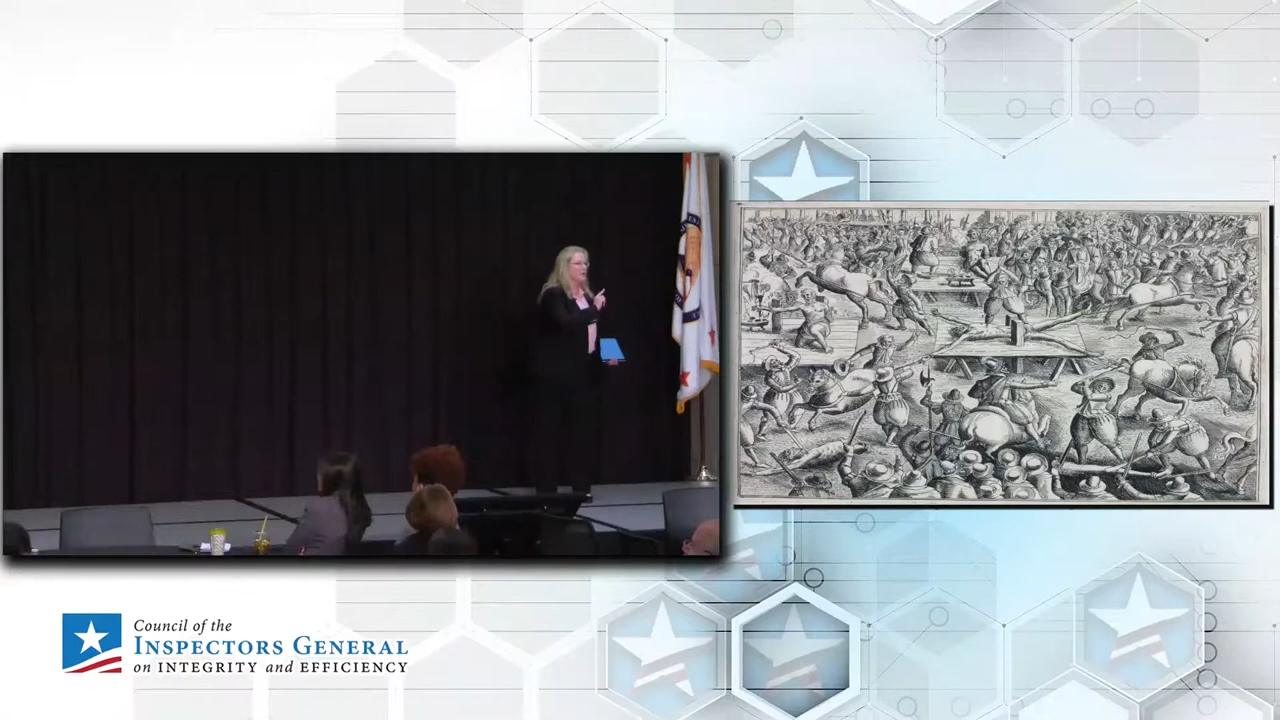 Council of the
INSPECTORS GENERAL
on INTEGRITY and EFFICIENCY